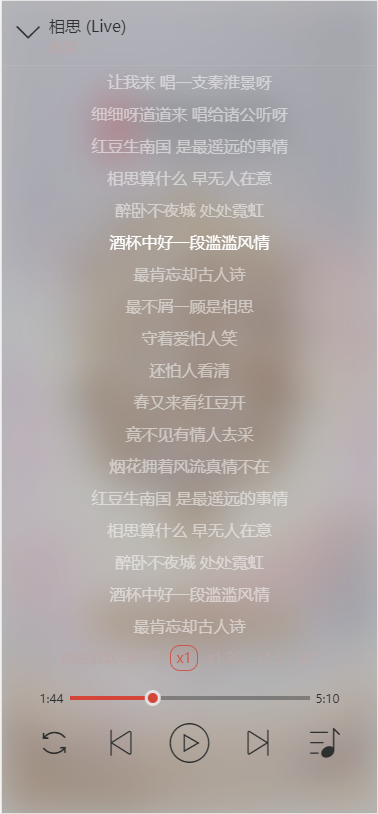 相思 (Live)
让我来 唱一支秦淮景呀
细细呀道道来 唱给诸公听呀
红豆生南国 是最遥远的事情
相思算什么 早无人在意
醉卧不夜城 处处霓虹
酒杯中好一段滥滥风情
最肯忘却古人诗
最不屑一顾是相思
守着爱怕人笑
还怕人看清
春又来看红豆开
竟不见有情人去采
烟花拥着风流真情不在
红豆生南国 是最遥远的事情
相思算什么 早无人在意
醉卧不夜城 处处霓虹
酒杯中好一段滥滥风情
最肯忘却古人诗
x1
1:44 5:10